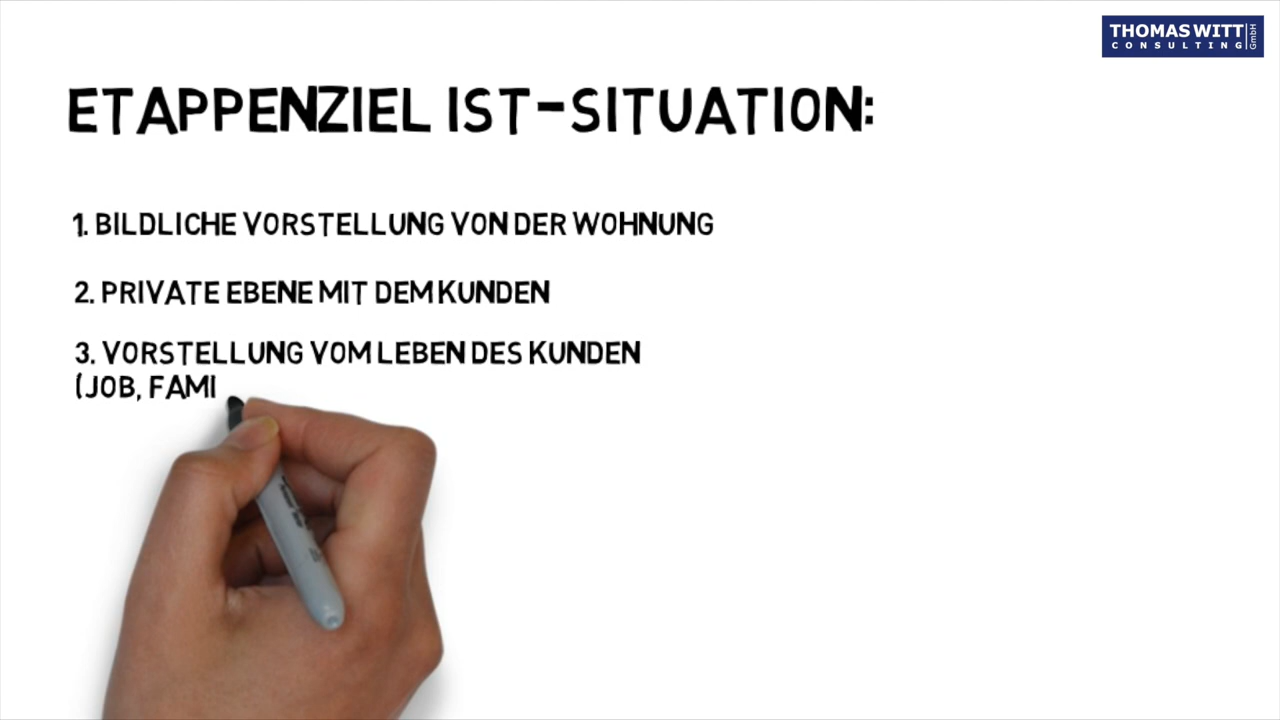 THOMAS WITT
CONSULTING GmbH
ETAPPENZIEL IST-SITUATION:
1. BILDLICHE VORSTELLUNG VON DER WOHNUNG
2. PRIVATE EBENE MIT DEM KUNDEN
3. VORSTELLUNG VOM LEBEN DES KUNDEN
(JOB, FAMI